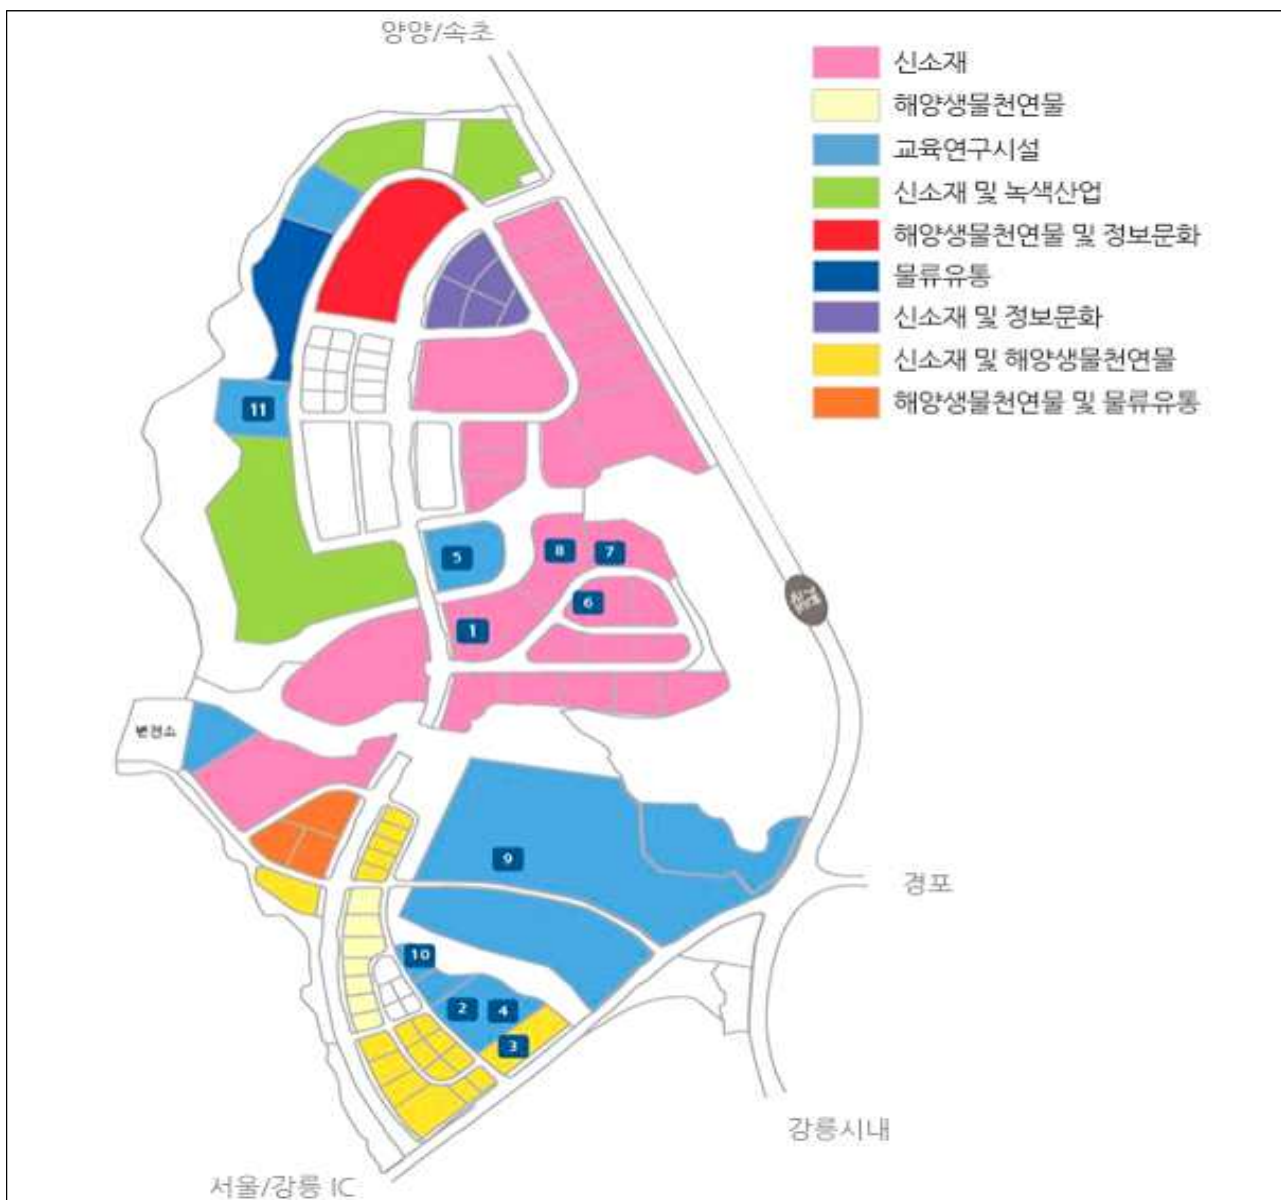 양양/속초
신소재
해양생물천연물
교육연구시설
신소재 및 녹색산업
해양생물천연물 및 정보문화
물류유통
신소재 및 정보문화
신소재 및 해양생물천연물
해양생물천연물 및 물류유통
11
5
8
7
6
1
변전소
9
경포
10
2
4
3
강릉시내
서울/강릉 IC